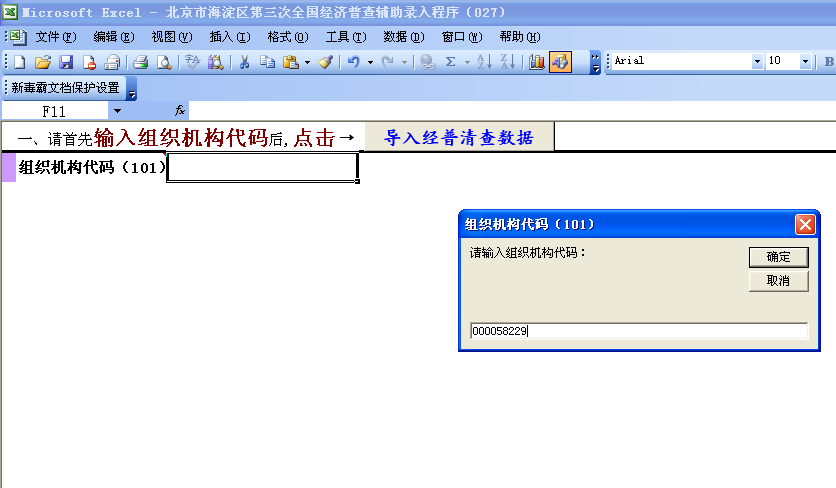 Microsoft Excel - 北京市海淀区第三次全国经济普查辅助录入程序（027）
文件(F) 编辑(E) 视图(V) 插入(I) 格式(O) 工具(T) 数据(D) 窗口(W) 帮助(H)
Arial 10 B
新毒霸文档保护设置
F11 fx
一、请首先输入组织机构代码后,点击→ 导入经普清查数据
组织机构代码（101）
组织机构代码（101）
请输入组织机构代码：
确定
取消
000058229